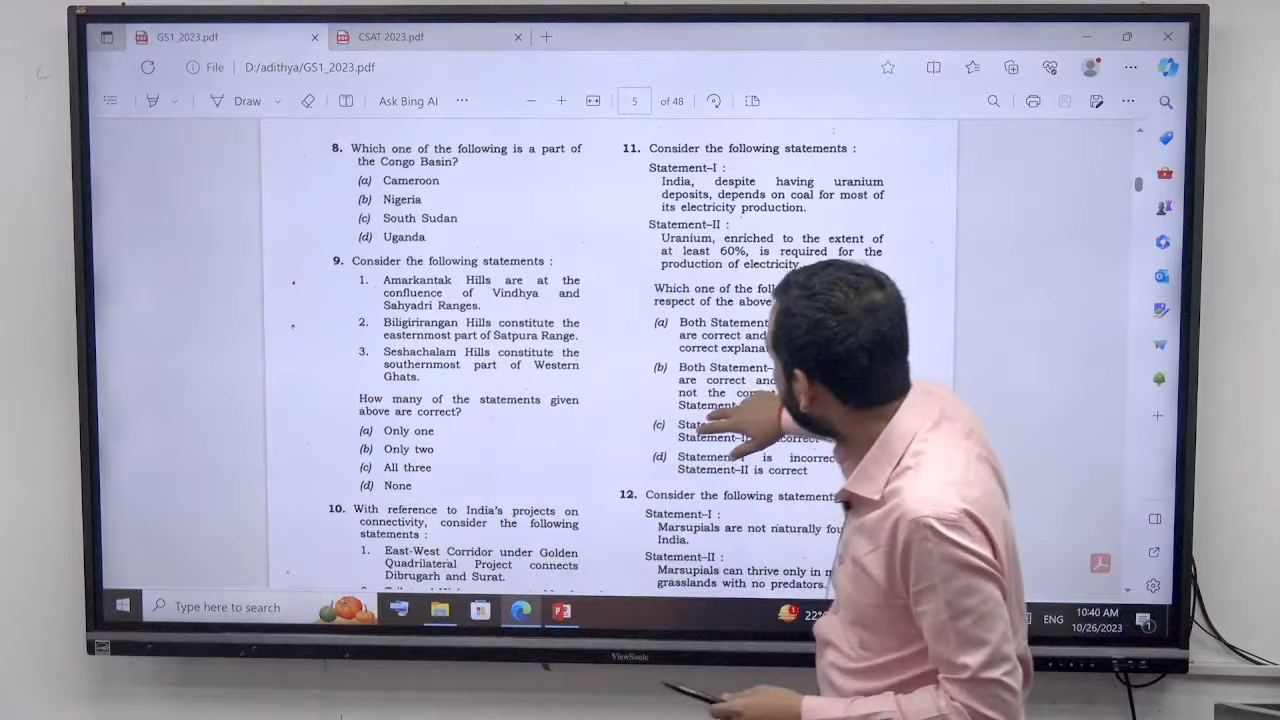 GS1_2023.pdf
CSAT 2023.pdf
File D:/adithya/GS1_2023.pdf
Draw
Ask Bing AI
5 of 48
8. Which one of the following is a part of
the Congo Basin?
(a) Cameroon
(b) Nigeria
(c) South Sudan
(d) Uganda
9. Consider the following statements :
1. Amarkantak Hills are at the
confluence of Vindhya and
Sahyadri Ranges.
2. Biligirirangan Hills constitute the
easternmost part of Satpura Range.
3. Seshachalam Hills constitute the
southernmost part of Western
Ghats.
How many of the statements given
above are correct?
(a) Only one
(b) Only two
(c) All three
(d) None
10. With reference to India's projects on
connectivity, consider the following
statements :
1. East-West Corridor under Golden
Quadrilateral Project connects
Dibrugarh and Surat.
11. Consider the following statements :
Statement–I :
India, despite having uranium
deposits, depends on coal for most of
its electricity production.
Statement–II :
Uranium, enriched to the extent of
at least 60%, is required for the
production of electricity.
Which one of the
respect of the above
(a) Both
are correct and
correct
(b) Both Statement–
are correct and
not the
(c)
incorrect
(d) Statement–I is
Statement–II is correct
12. Consider the following statements
Statement–I :
Marsupials are not naturally
India.
Statement–II :
Marsupials can thrive only in
grasslands with no predators.
Type here to search
1
22°
ENG
10:40 AM
10/26/2023
1
ViewSonic